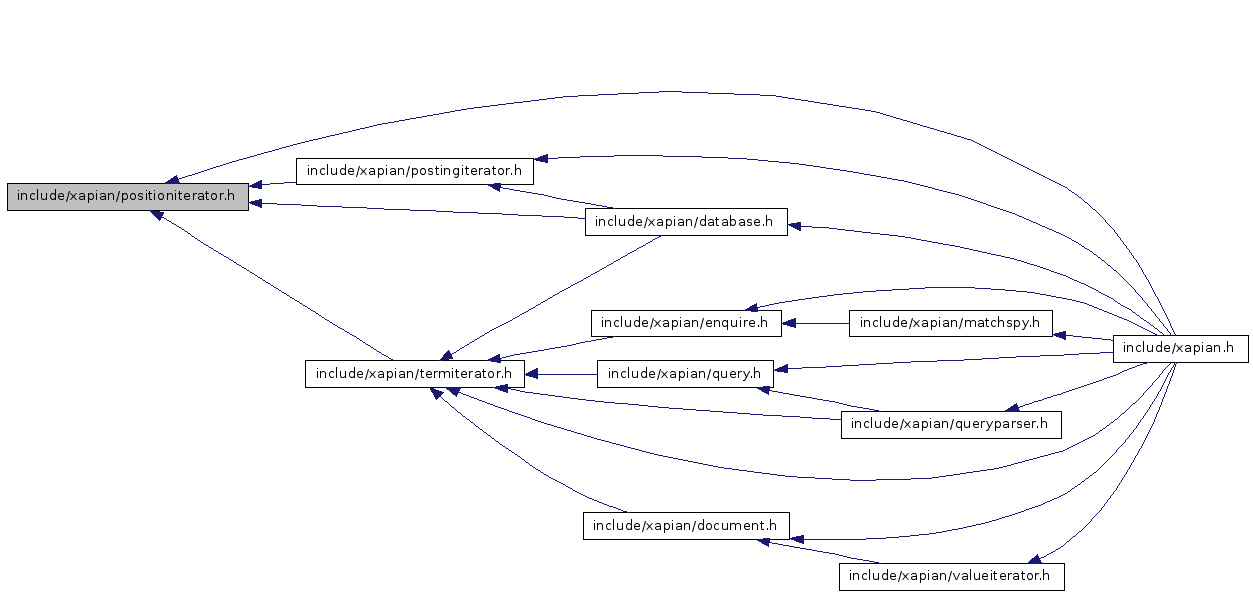 include/xapian/postingiterator.h
include/xapian/positioniterator.h
include/xapian/database.h
include/xapian/enquire.h
include/xapian/matchspy.h
include/xapian.h
include/xapian/termiterator.h
include/xapian/query.h
include/xapian/queryparser.h
include/xapian/document.h
include/xapian/valueiterator.h